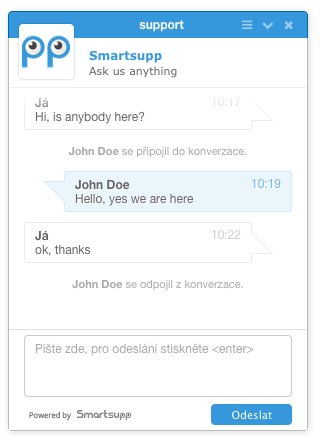 support
Smartsupp
Ask us anything
Já 10:17
Hi, is anybody here?
John Doe se připojil do konverzace.
John Doe 10:19
Hello, yes we are here
Já 10:22
ok, thanks
John Doe se odpojil z konverzace.
Pište zde, pro odeslání stiskněte <enter>
Powered by Smartsupp
Odeslat